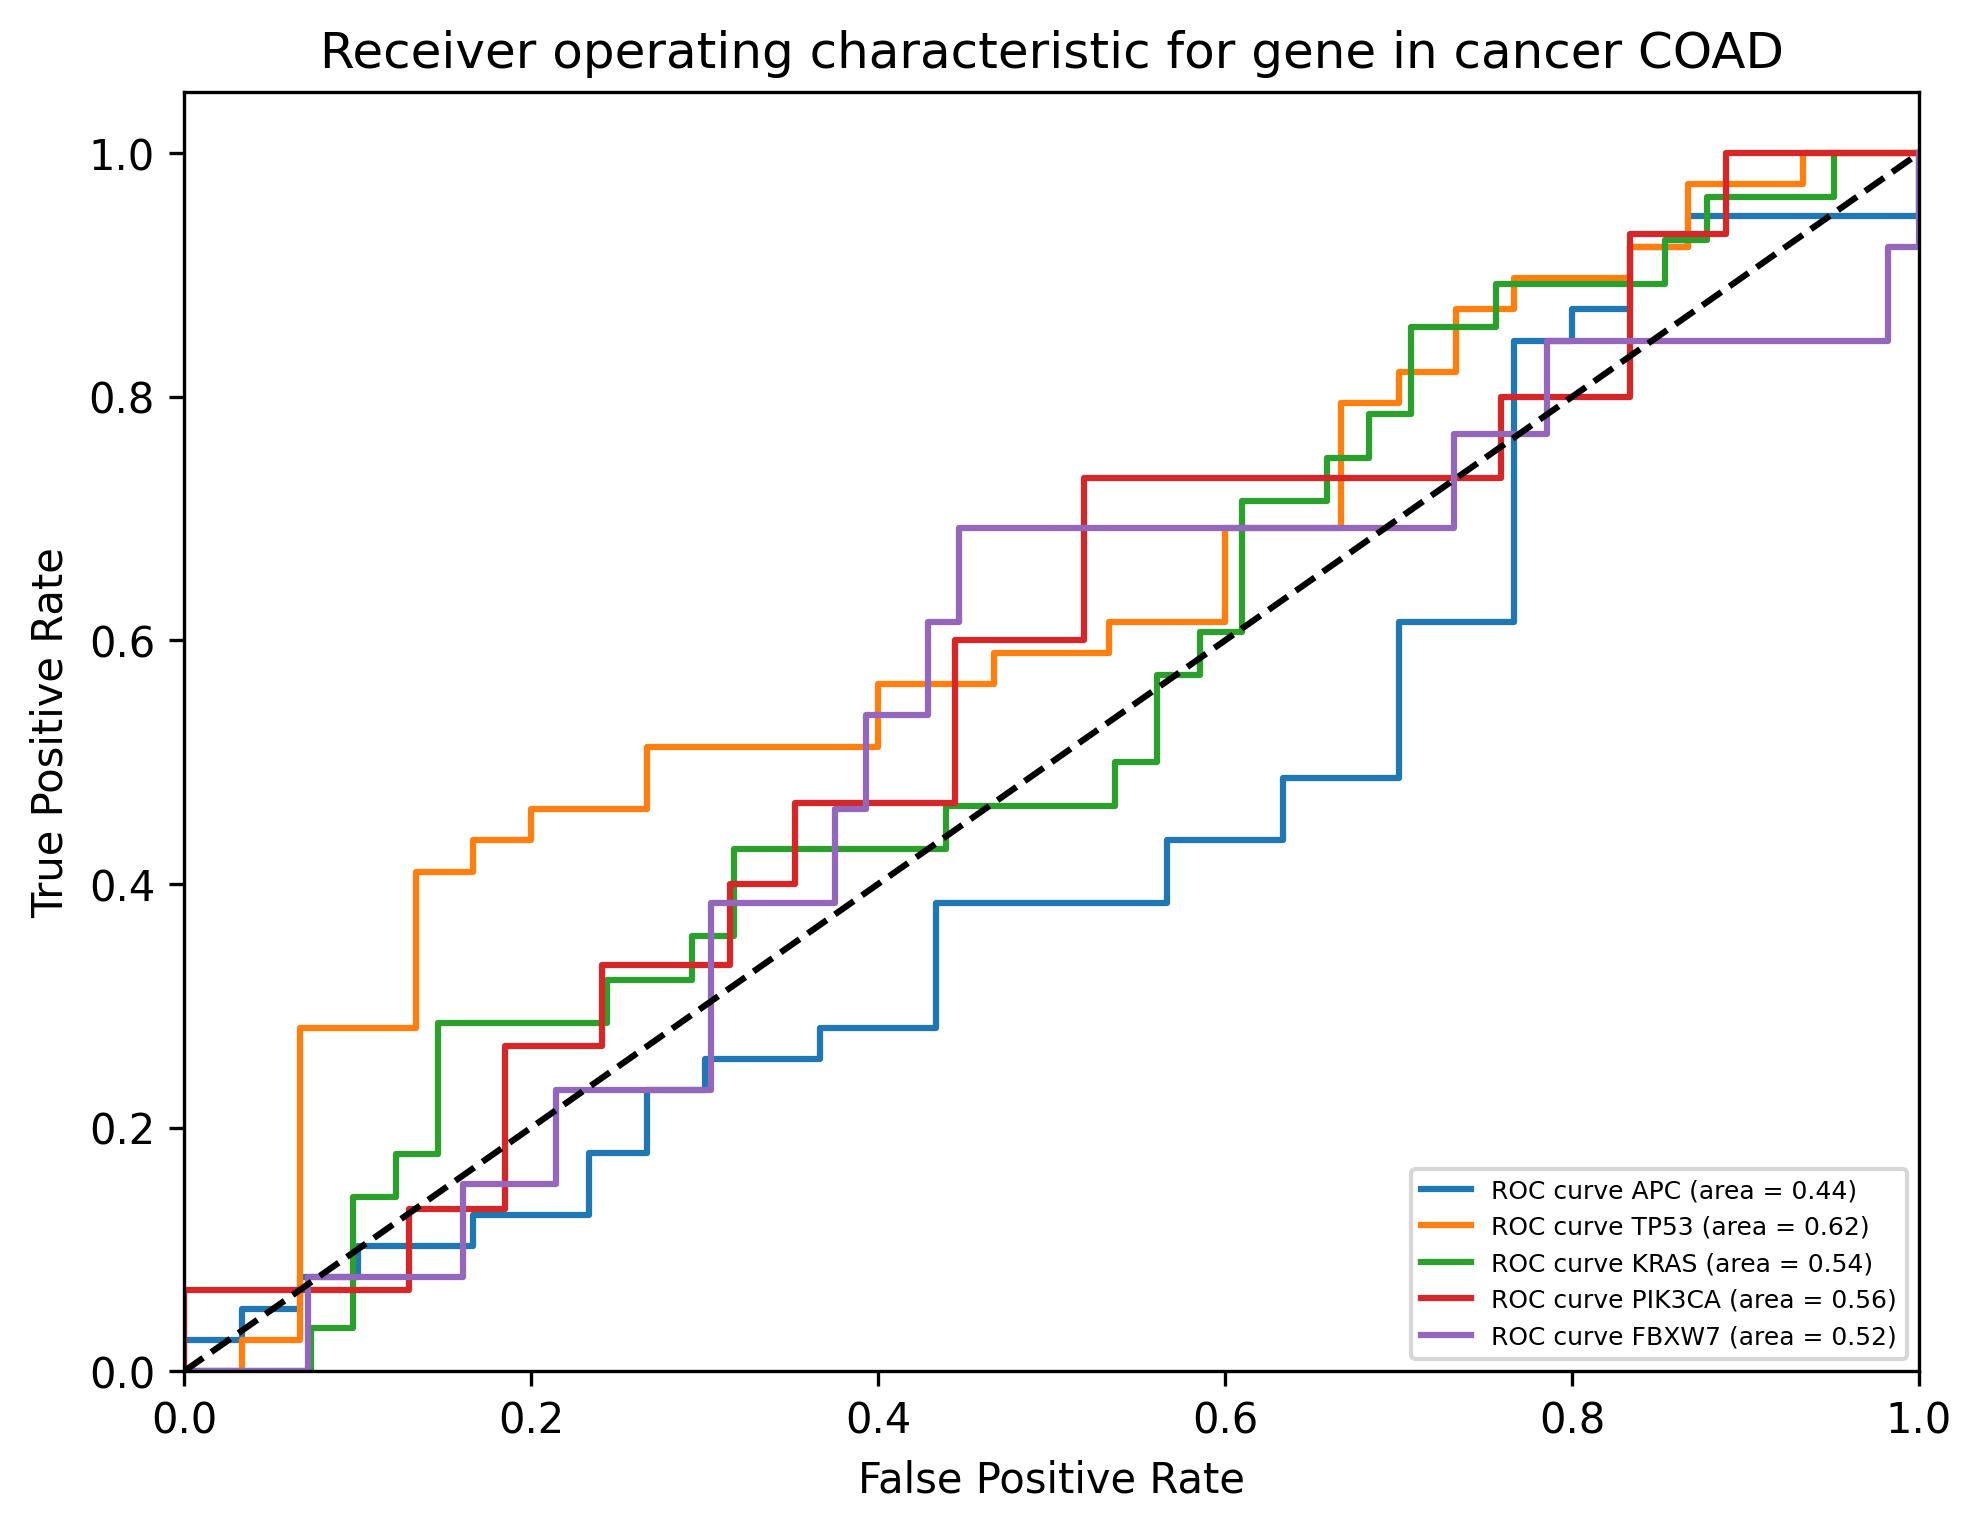 Receiver operating characteristic for gene in cancer COAD
True Positive Rate
1.0
0.8
0.6
0.4
0.2
0.0
0.0 0.2 0.4 0.6 0.8 1.0
False Positive Rate
ROC curve APC (area = 0.44)
ROC curve TP53 (area = 0.62)
ROC curve KRAS (area = 0.54)
ROC curve PIK3CA (area = 0.56)
ROC curve FBXW7 (area = 0.52)